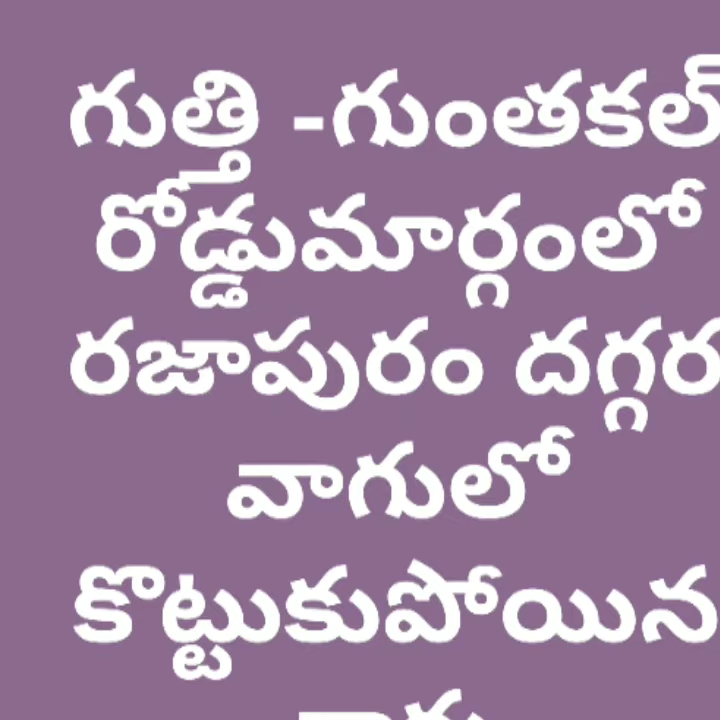 గుత్తి -గుంతకల్
రోడ్డుమార్గంలో
రజాపురం దగ్గర
వాగులో
కొట్టుకుపోయిన